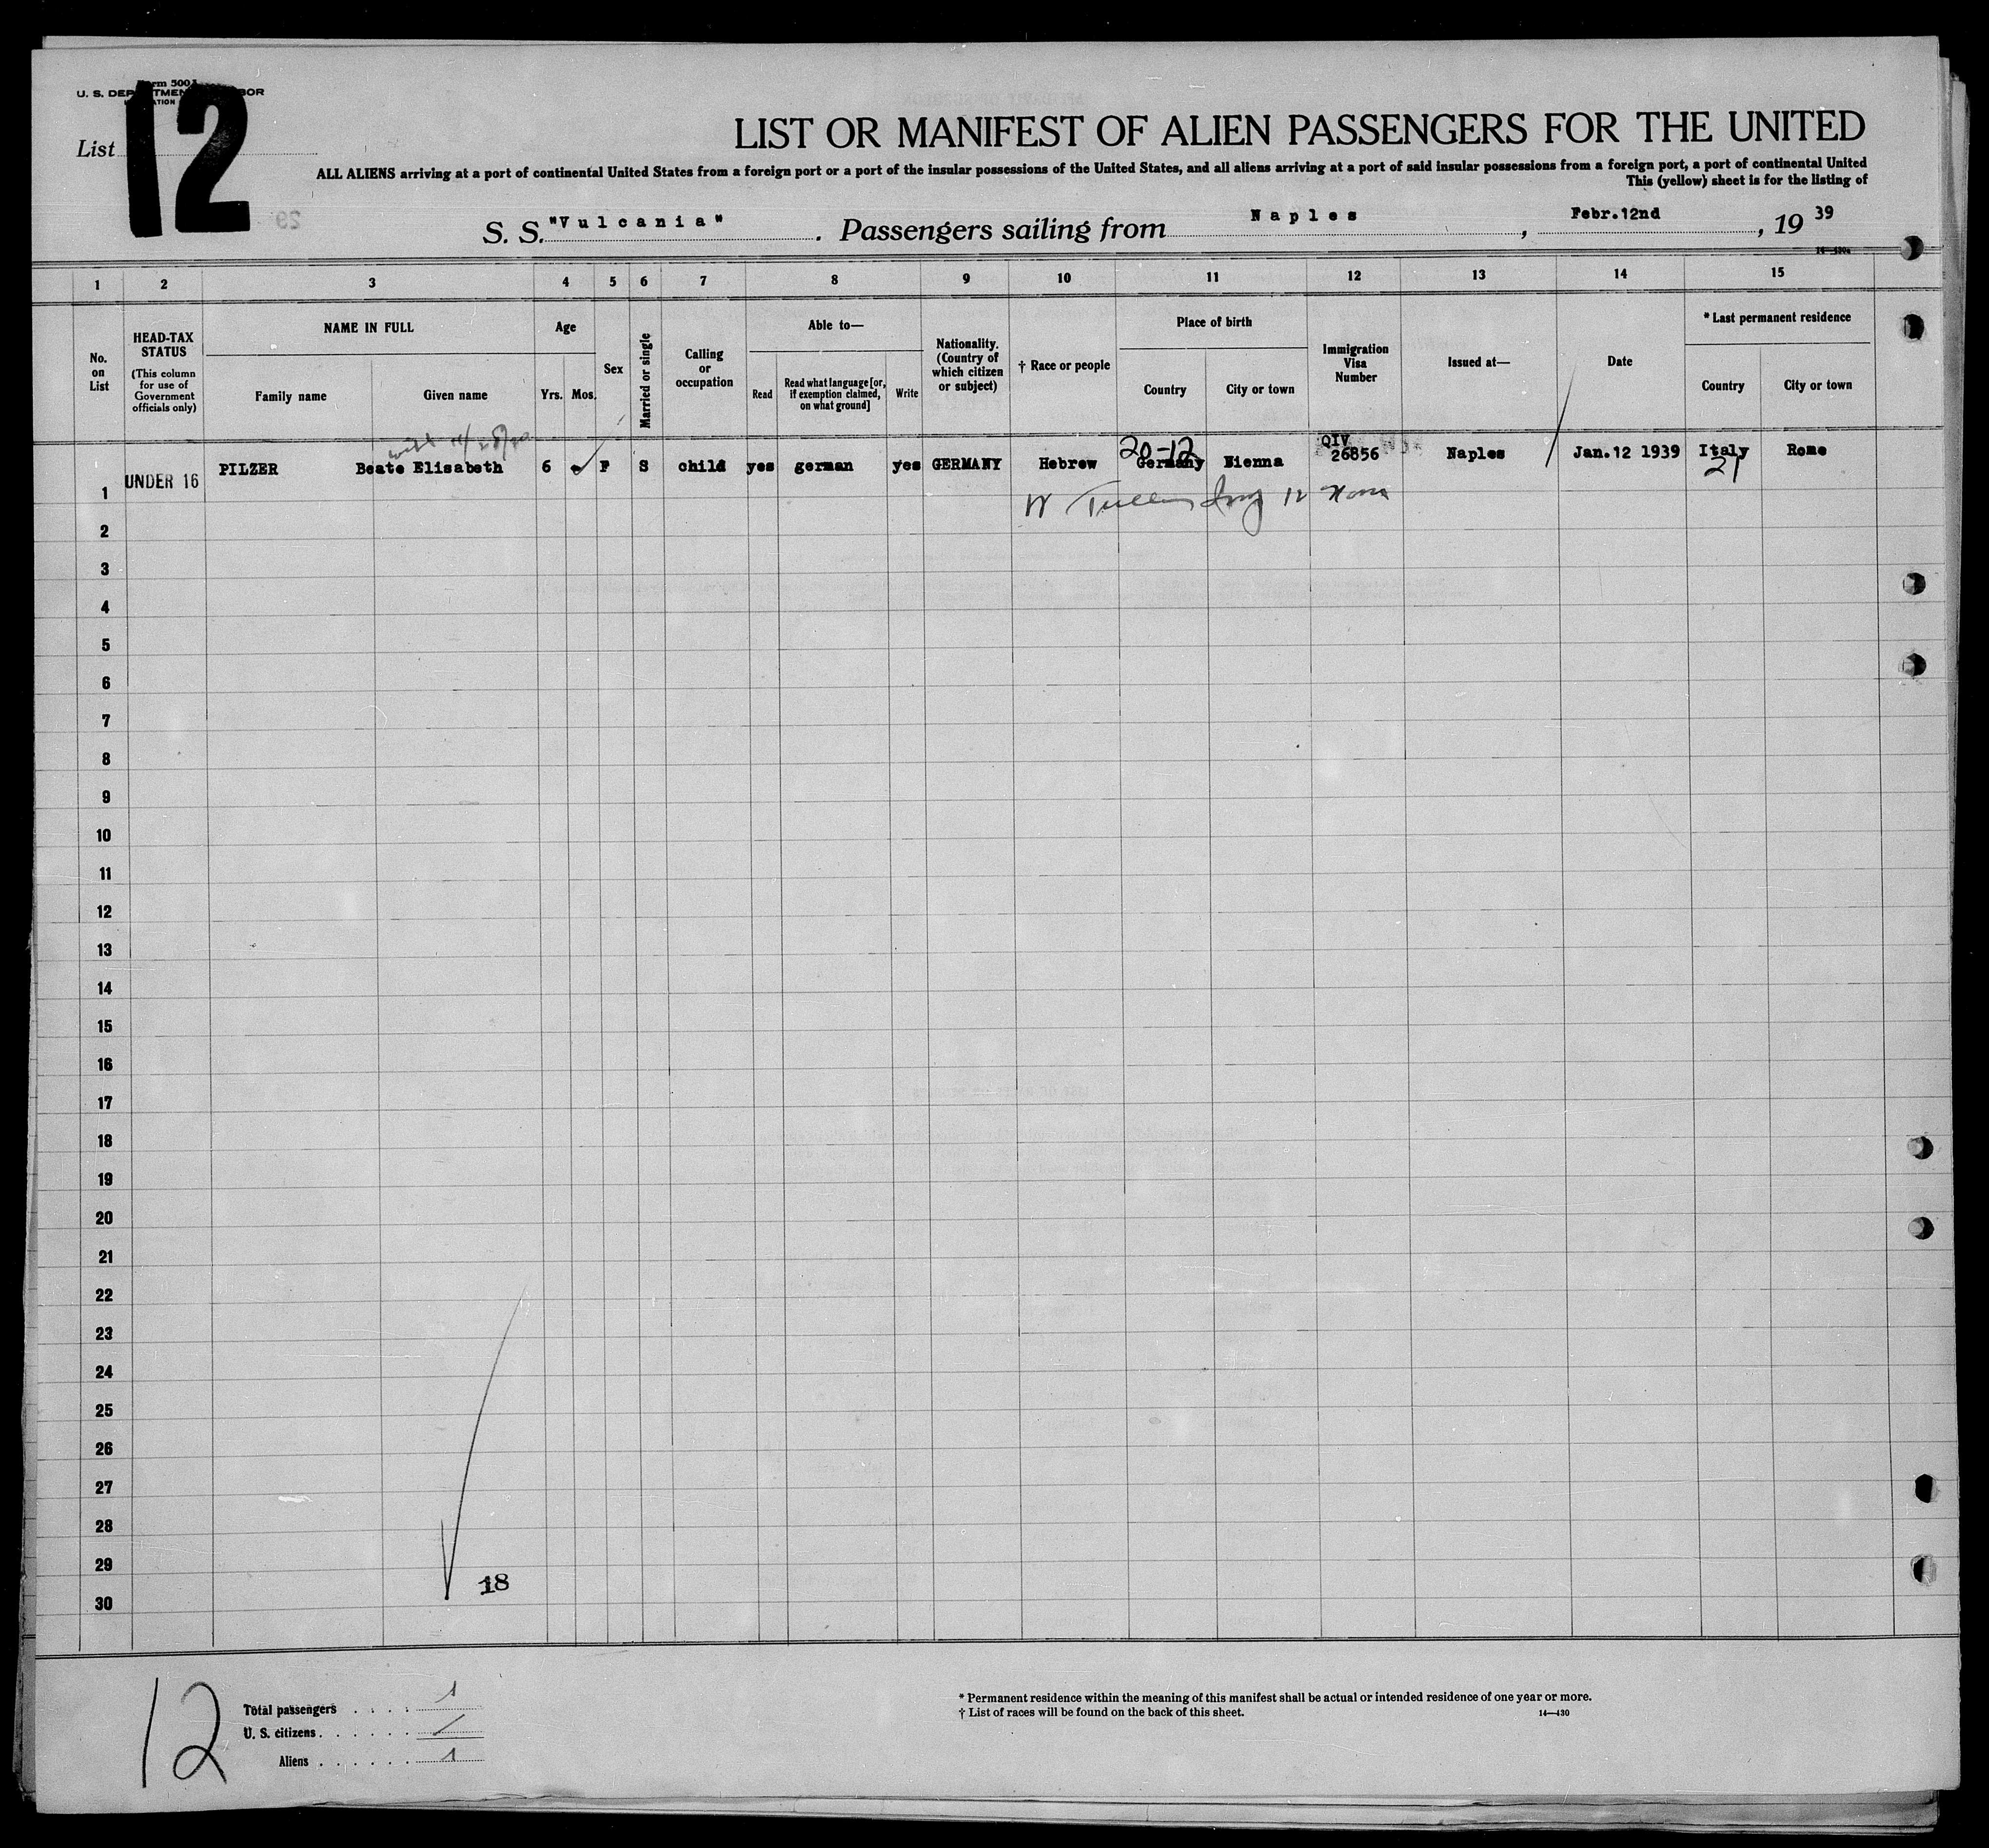 Form 500
U. S. DEPARTMENT LABOR
List 12
LIST OR MANIFEST OF ALIEN PASSENGERS FOR THE UNITED
ALL ALIENS arriving at a port of continental United States from a foreign port or a port of the insular possessions of the United States, and all aliens arriving at a port of said insular possessions from a foreign port, a port of continental United
This (yellow) sheet is for the listing of
S. S. "Vulcania". Passengers sailing from Naples, Febr.12nd, 19 39
1 2 3 4 5 6 7 8 9 10 11 12 13 14 15
No. on List
HEAD-TAX STATUS
(This column for use of Government officials only)
NAME IN FULL
Family name
Given name
Age
Yrs. Mos.
Sex
Married or single
Calling or occupation
Able to—
Read
Read what language [or, if exemption claimed, on what ground]
Write
Nationality. (Country of which citizen or subject)
† Race or people
Place of birth
Country
City or town
Immigration Visa Number
Issued at—
Date
* Last permanent residence
Country
City or town
1 UNDER 16 PILZER Beate Elisabeth 6 F S child yes german yes GERMANY Hebrew 20-12 Germany Wienna QIV 26856 Naples Jan.12 1939 Italy 21 Rome
2
3
4
5
6
7
8
9
10
11
12
13
14
15
16
17
18
19
20
21
22
23
24
25
26
27
28
29
18
30
12
Total passengers . . . . 1
U. S. citizens . . . . . .
Aliens . . . . . . 1
* Permanent residence within the meaning of this manifest shall be actual or intended residence of one year or more.
† List of races will be found on the back of this sheet.
14—430